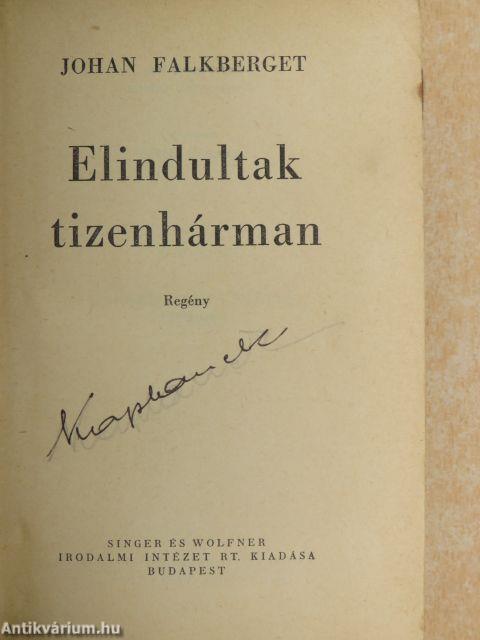 JOHAN FALKBERGET
Elindultak
tizenhárman
Regény
SINGER ÉS WOLFNER
IRODALMI INTÉZET RT. KIADÁSA
BUDAPEST
Antikvárium.hu